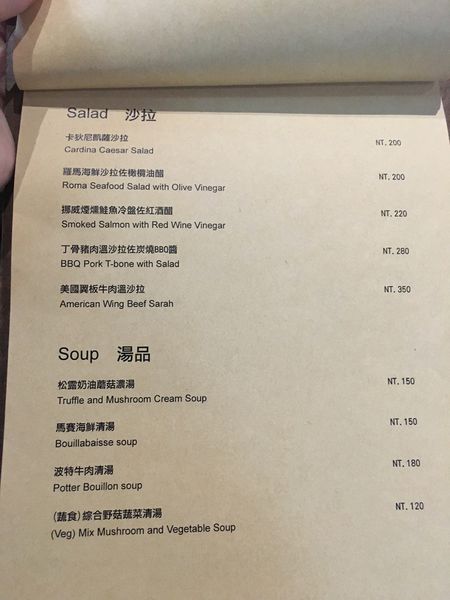 Salad 沙拉
卡狄尼凱薩沙拉 NT. 200
Cardina Caesar Salad
羅馬海鮮沙拉佐橄欖油醋 NT. 200
Roma Seafood Salad with Olive Vinegar
挪威煙燻鮭魚冷盤佐紅酒醋 NT. 220
Smoked Salmon with Red Wine Vinegar
丁骨豬肉溫沙拉佐炭燒BBQ醬 NT. 280
BBQ Pork T-bone with Salad
美國翼板牛肉溫沙拉 NT. 350
American Wing Beef Sarah
Soup 湯品
松露奶油蘑菇濃湯 NT. 150
Truffle and Mushroom Cream Soup
馬賽海鮮清湯 NT. 150
Bouillabaisse soup
波特牛肉清湯 NT. 180
Potter Bouillon soup
(蔬食)綜合野菇蔬菜清湯 NT. 120
(Veg) Mix Mushroom and Vegetable Soup